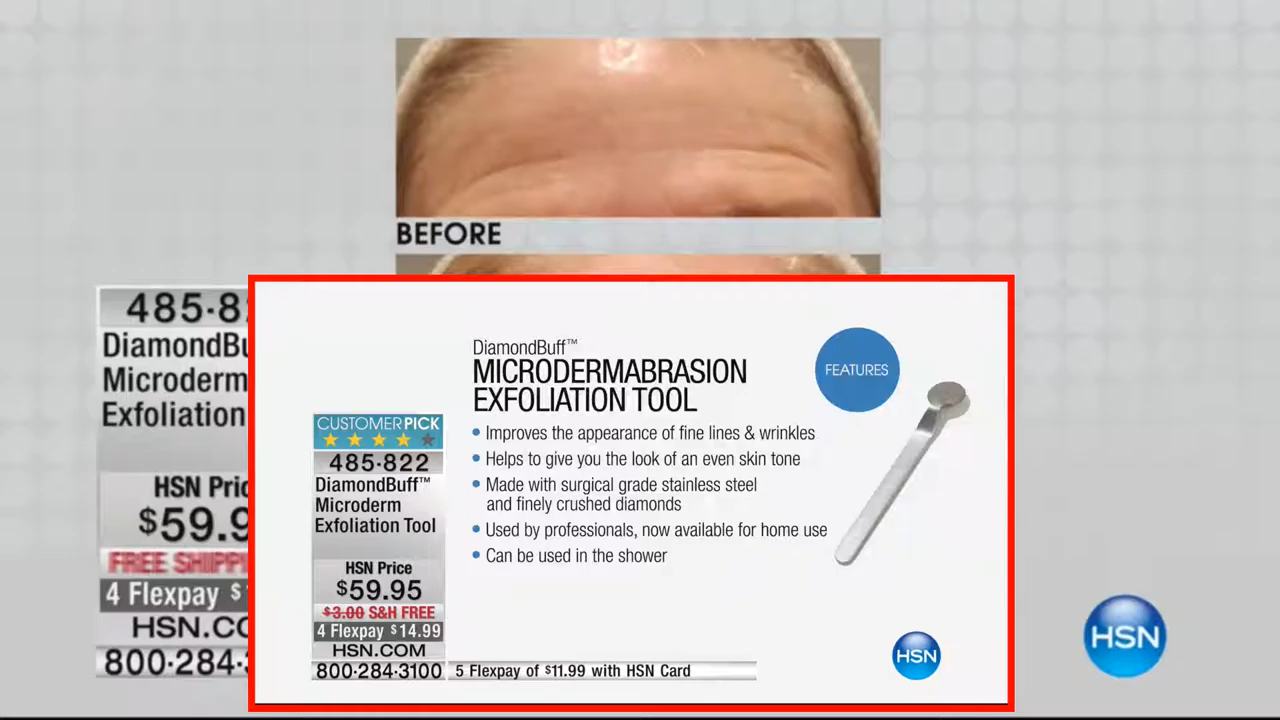 BEFORE
485·8
DiamondBu
Microderm
Exfoliation
HSN Pric
$59.9
FREE SHIPPI
4 Flexpay $
HSN.CO
800·284·
HSN
DiamondBuff™
MICRODERMABRASION
EXFOLIATION TOOL
FEATURES
• Improves the appearance of fine lines & wrinkles
• Helps to give you the look of an even skin tone
• Made with surgical grade stainless steel
and finely crushed diamonds
• Used by professionals, now available for home use
• Can be used in the shower
CUSTOMER PICK
485·822
DiamondBuff™
Microderm
Exfoliation Tool
HSN Price
$59.95
$3.00 S&H FREE
4 Flexpay $14.99
HSN.COM
800·284·3100
5 Flexpay of $11.99 with HSN Card
HSN